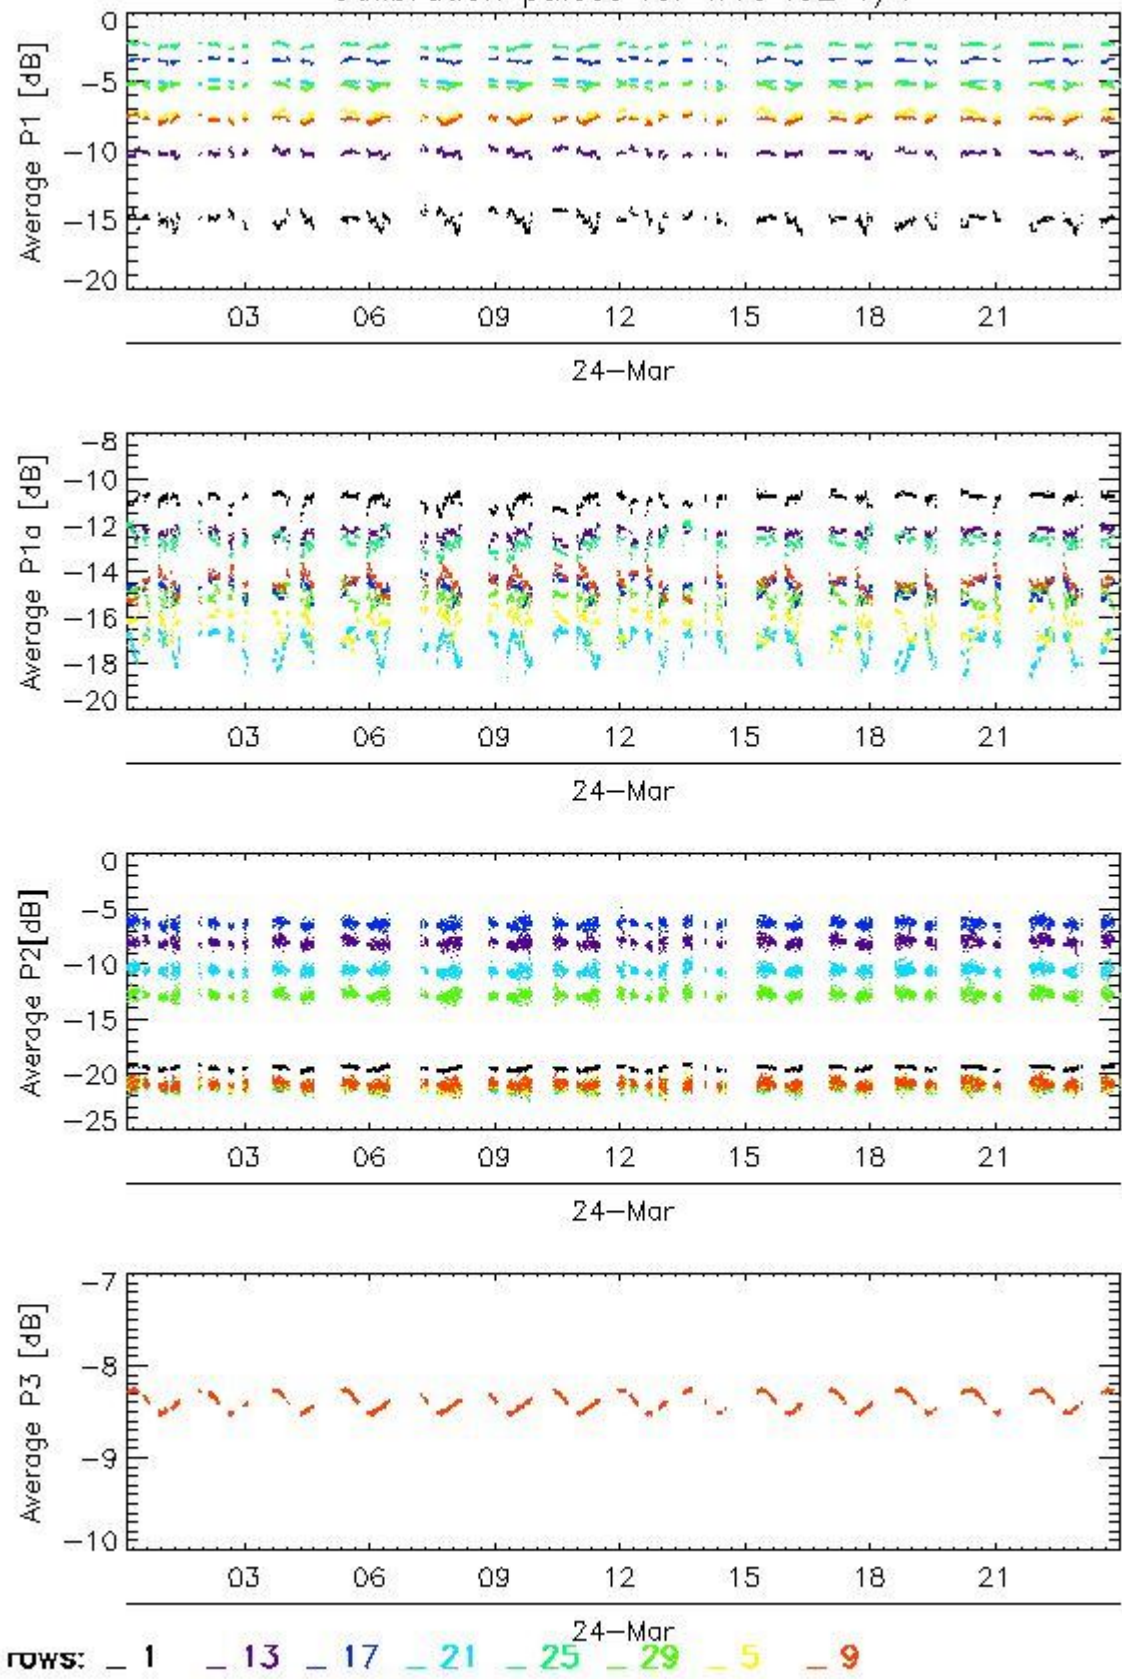 Average P1 [dB]
0
−5
−10
−15
−20
03 06 09 12 15 18 21
24−Mar
Average P1a [dB]
−8
−10
−12
−14
−16
−18
−20
03 06 09 12 15 18 21
24−Mar
Average P2[dB]
0
−5
−10
−15
−20
−25
03 06 09 12 15 18 21
24−Mar
Average P3 [dB]
−7
−8
−9
−10
03 06 09 12 15 18 21
24−Mar
rows: _ 1 _ 13 _ 17 _ 21 _ 25 _ 29 _ 5 _ 9